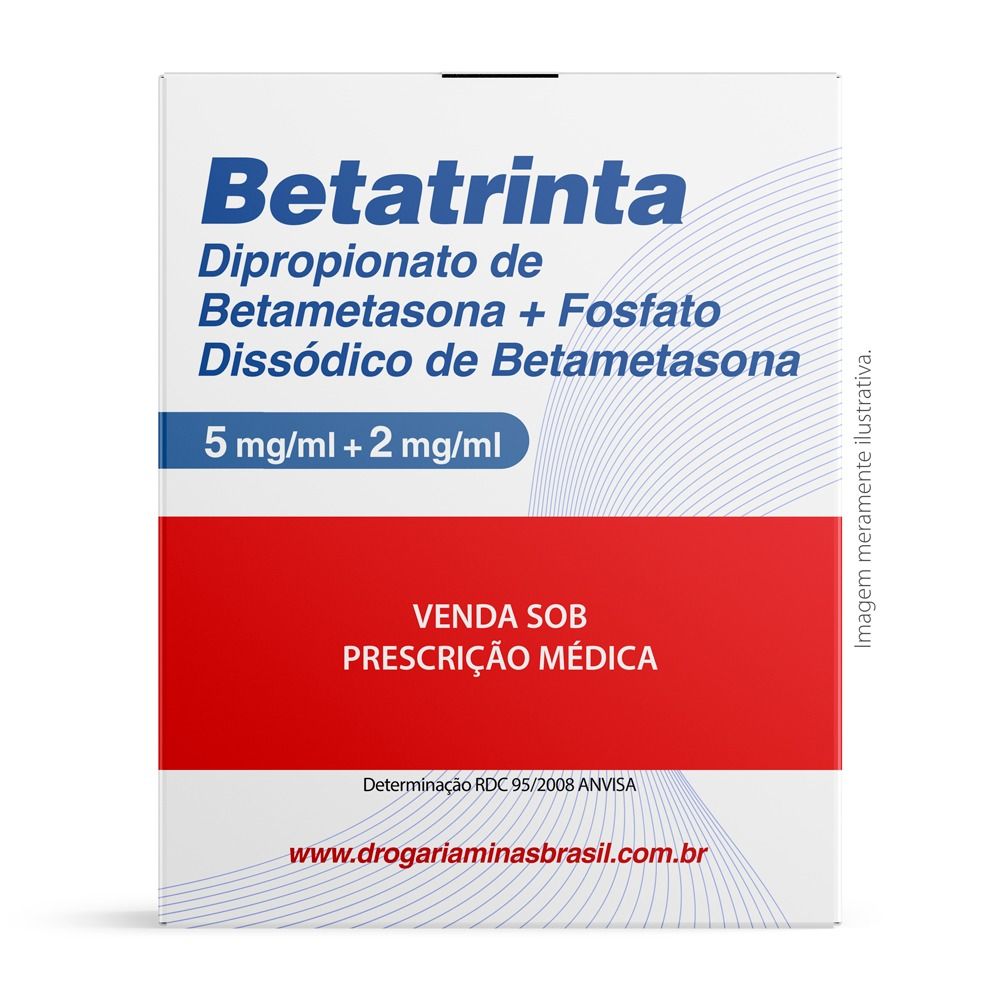 Betatrinta
Dipropionato de
Betametasona + Fosfato
Dissódico de Betametasona
5 mg/ml + 2 mg/ml
VENDA SOB
PRESCRIÇÃO MÉDICA
Determinação RDC 95/2008 ANVISA
www.drogariaminasbrasil.com.br
Imagem meramente ilustrativa.